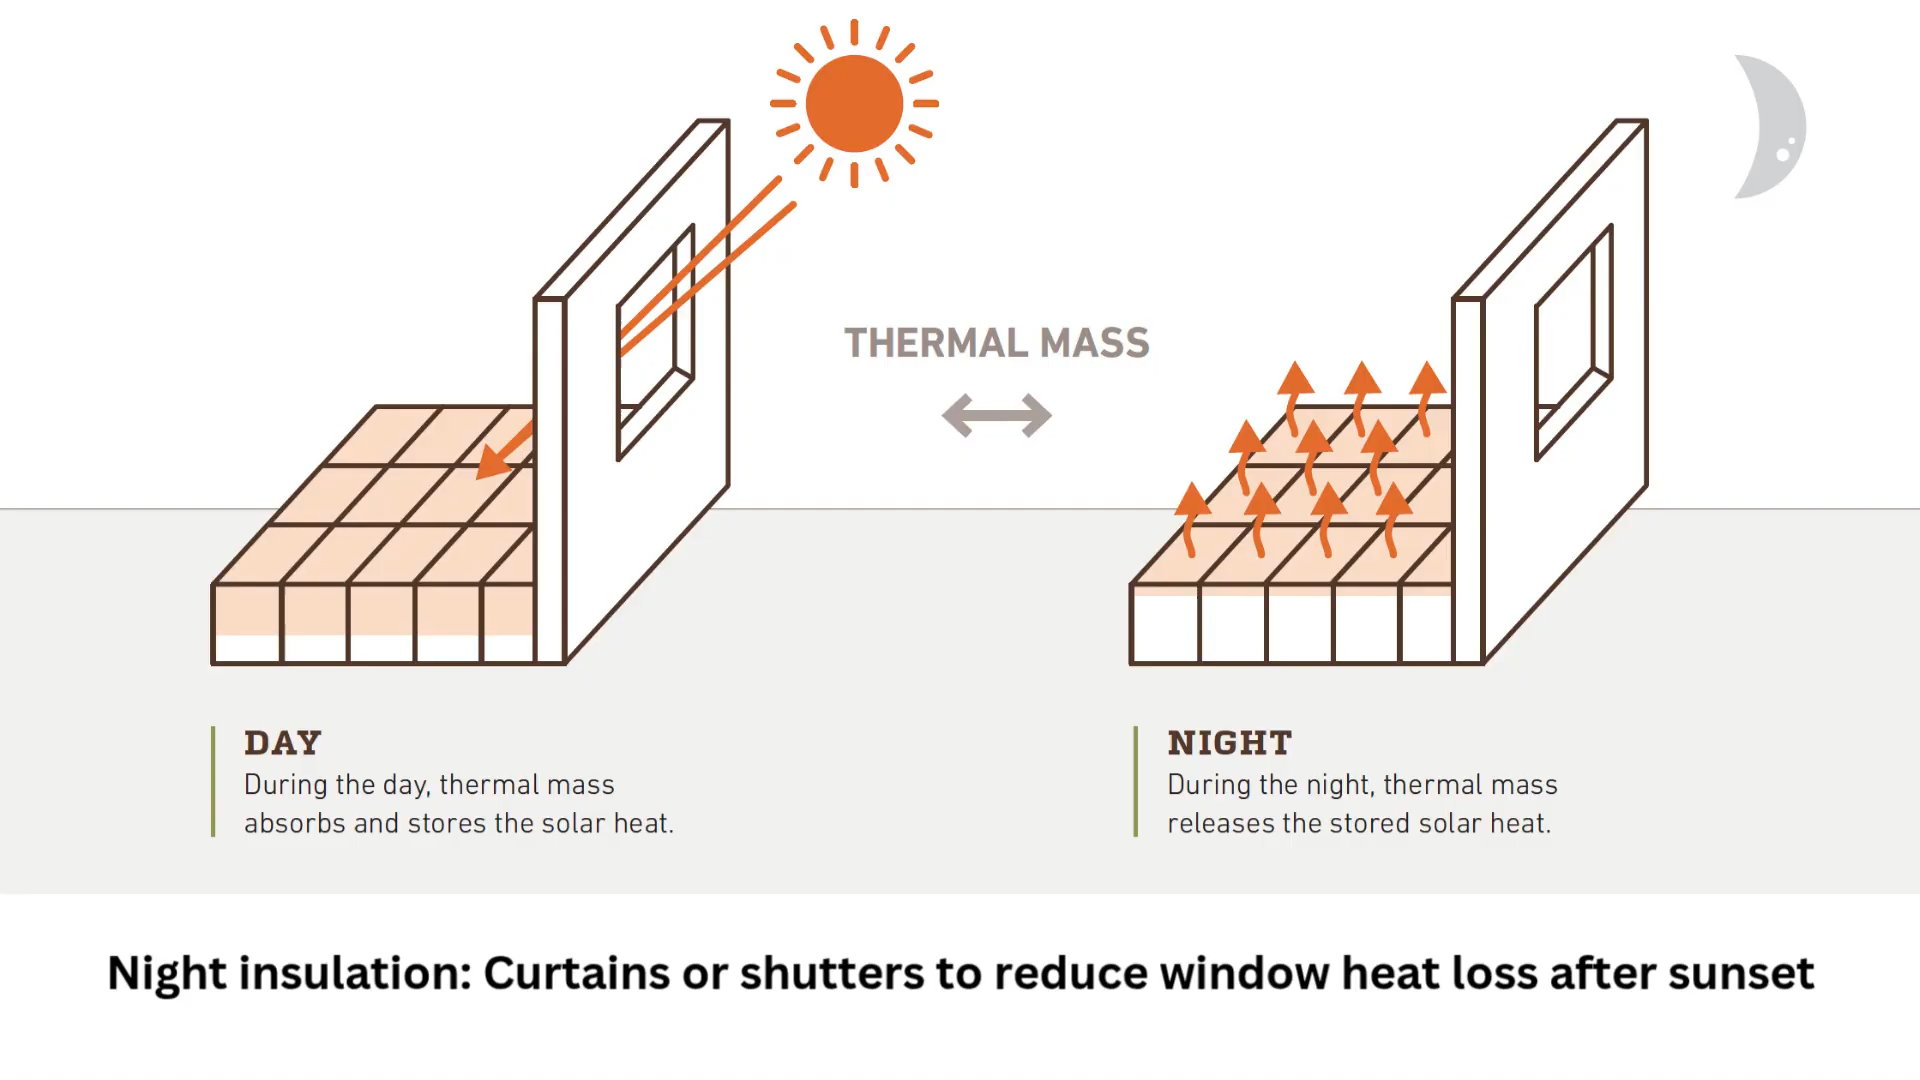 THERMAL MASS
DAY
During the day, thermal mass
absorbs and stores the solar heat.
NIGHT
During the night, thermal mass
releases the stored solar heat.
Night insulation: Curtains or shutters to reduce window heat loss after sunset